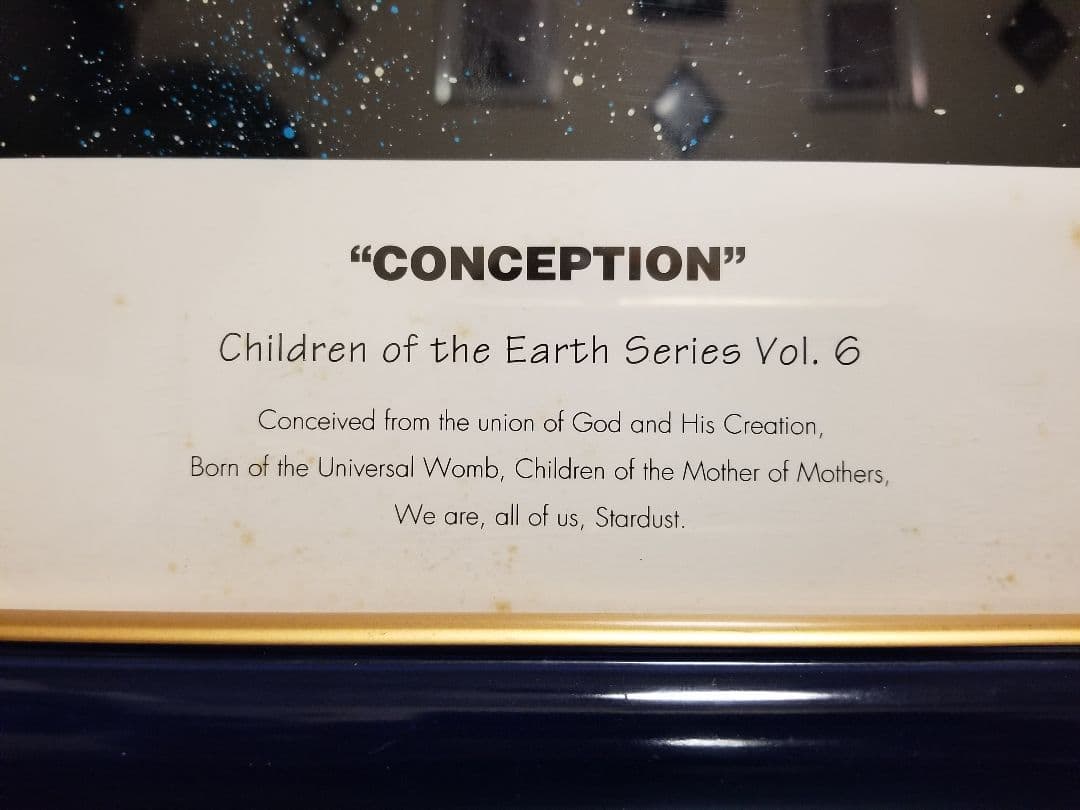 “CONCEPTION”
Children of the Earth Series Vol. 6
Conceived from the union of God and His Creation,
Born of the Universal Womb, Children of the Mother of Mothers,
We are, all of us, Stardust.